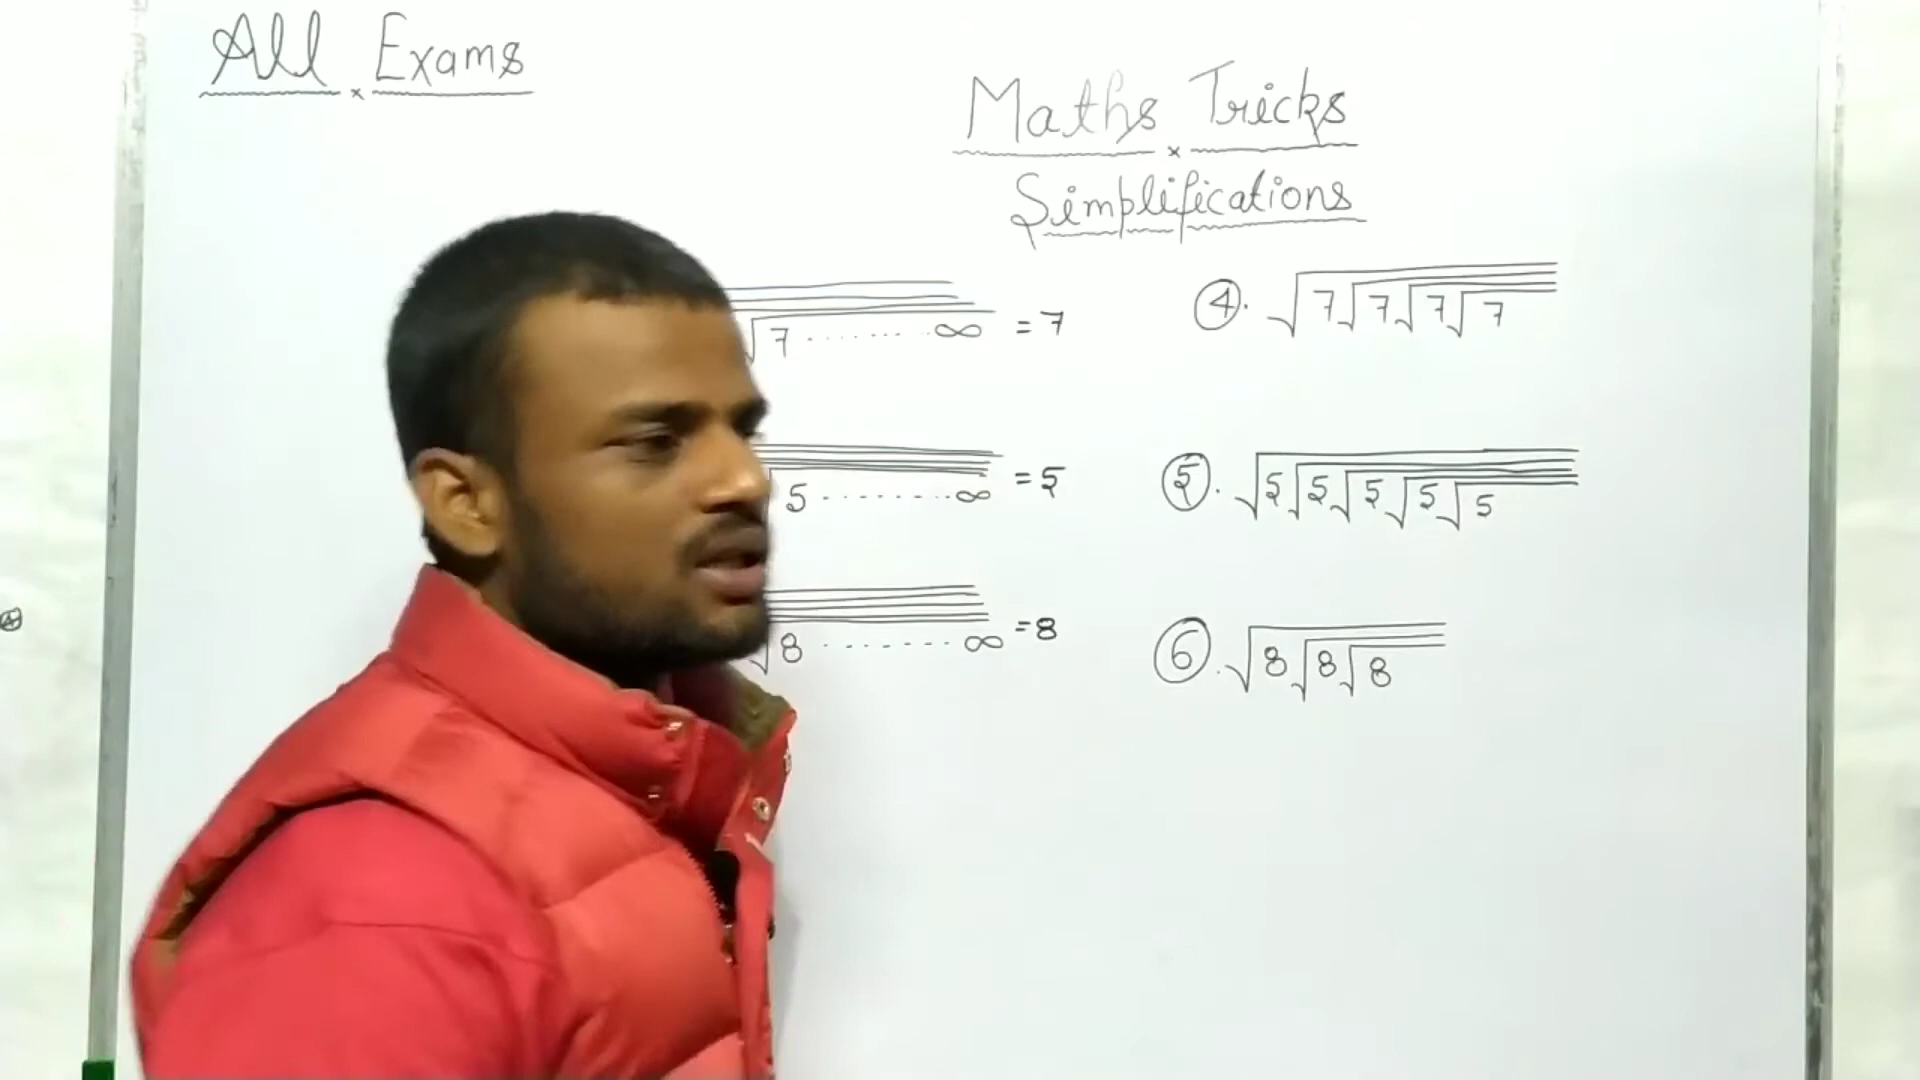 All Exams
Maths Tricks
Simplifications
√7 ........ ∞ = 7
④. √7√7√7√7
5 ........ ∞ = 5
⑤. √5√5√5√5√5
√8 ........ ∞ = 8
⑥. √8√8√8